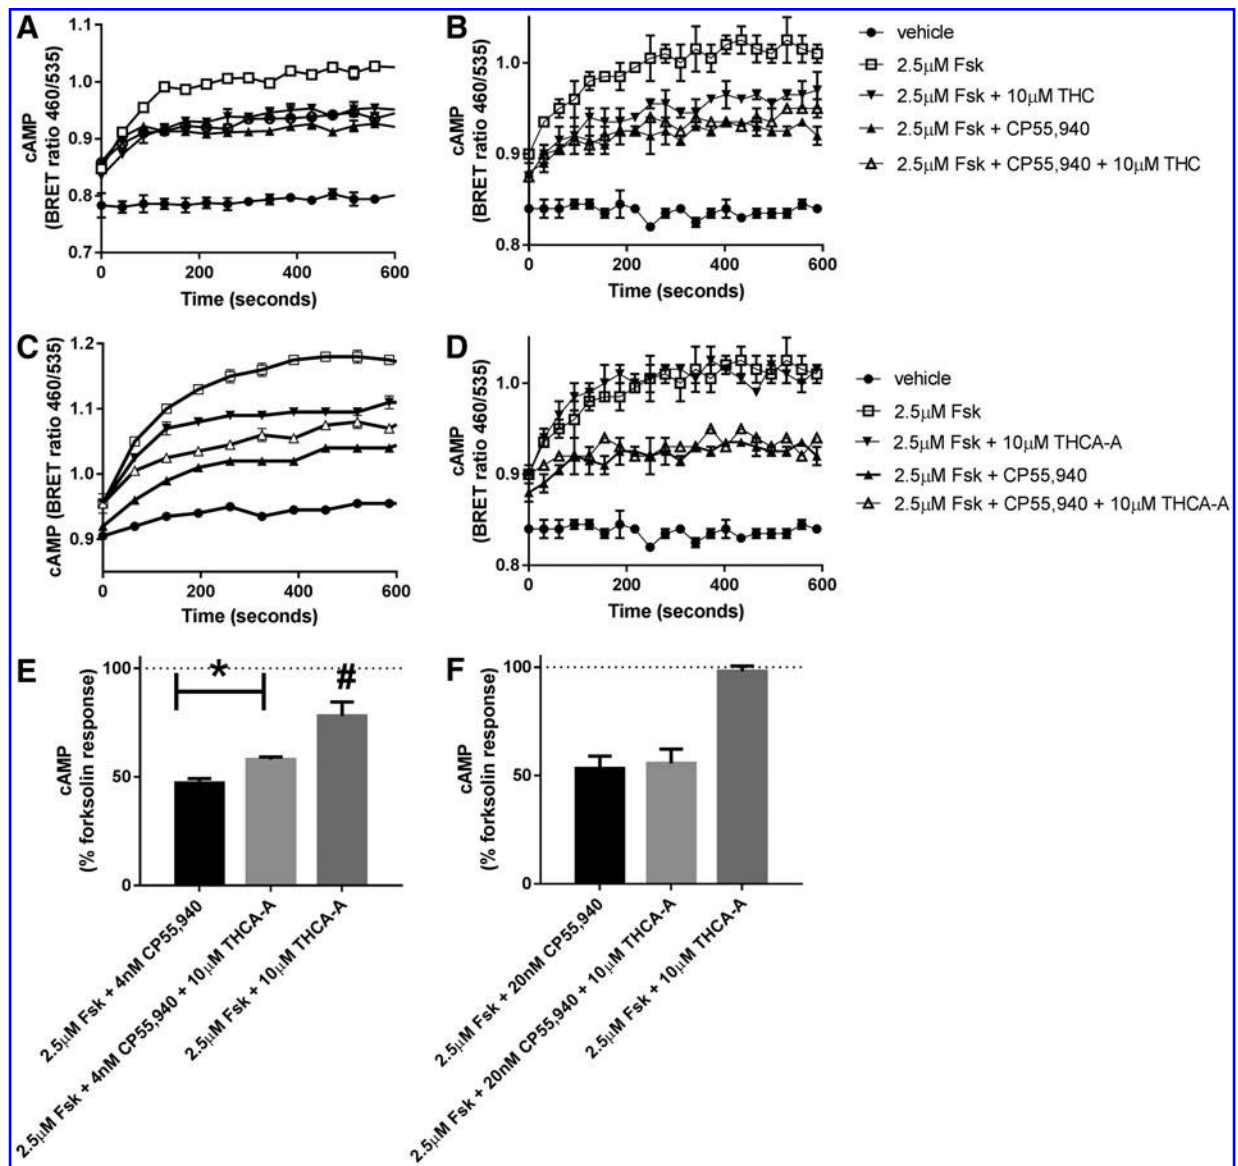 A
1.1
1.0
0.9
0.8
0.7
cAMP
(BRET ratio 460/535)
0
200
400
600
Time (seconds)
B
1.0
0.9
0.8
cAMP
(BRET ratio 460/535)
0
200
400
600
Time (seconds)
vehicle
2.5µM Fsk
2.5µM Fsk + 10µM THC
2.5µM Fsk + CP55,940
2.5µM Fsk + CP55,940 + 10µM THC
C
1.2
1.1
1.0
0.9
cAMP (BRET ratio 460/535)
0
200
400
600
Time (seconds)
D
1.0
0.9
0.8
cAMP
(BRET ratio 460/535)
0
200
400
600
Time (seconds)
vehicle
2.5µM Fsk
2.5µM Fsk + 10µM THCA-A
2.5µM Fsk + CP55,940
2.5µM Fsk + CP55,940 + 10µM THCA-A
E
100
50
0
cAMP
(% forksolin response)
*
#
2.5µM Fsk + 4nM CP55,940
2.5µM Fsk + 4nM CP55,940 + 10µM THCA-A
2.5µM Fsk + 10µM THCA-A
F
100
50
0
cAMP
(% forksolin response)
2.5µM Fsk + 20nM CP55,940
2.5µM Fsk + 20nM CP55,940 + 10µM THCA-A
2.5µM Fsk + 10µM THCA-A